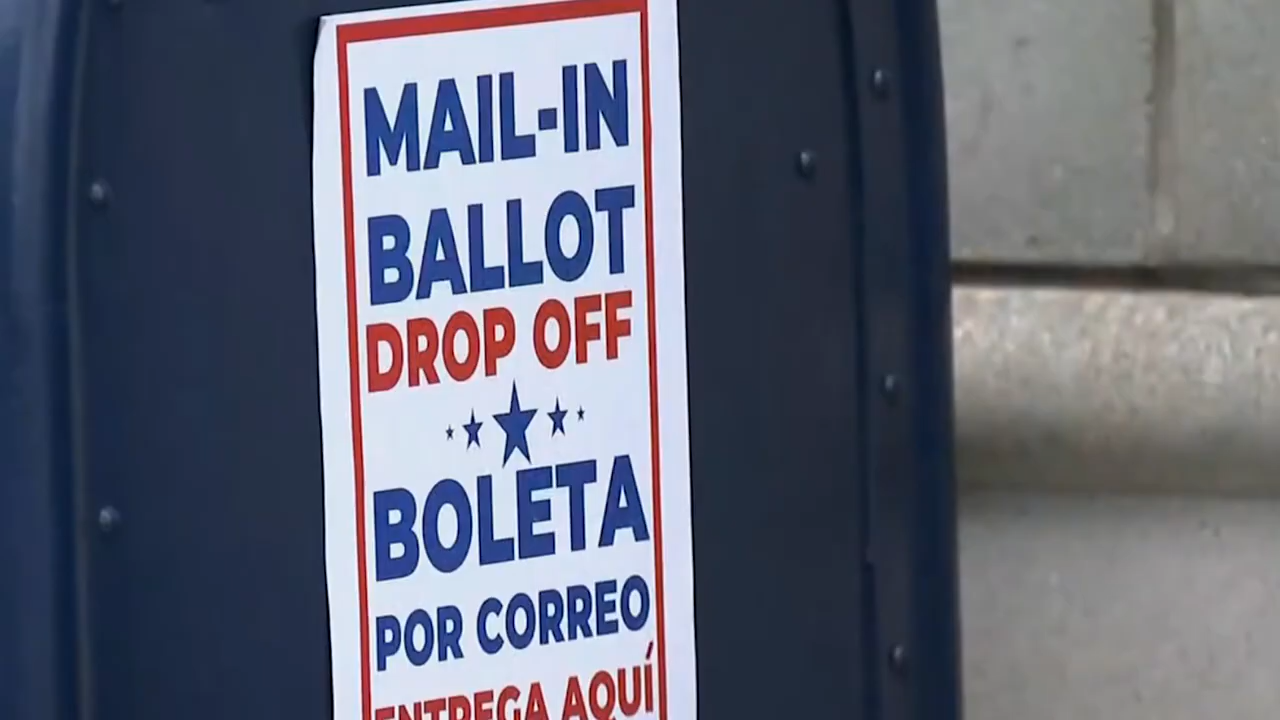 MAIL-IN
BALLOT
DROP OFF
BOLETA
POR CORREO
ENTREGA AQUÍ